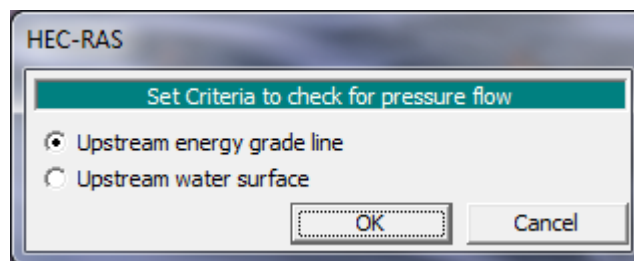 HEC-RAS
Set Criteria to check for pressure flow
Upstream energy grade line
Upstream water surface
OK Cancel